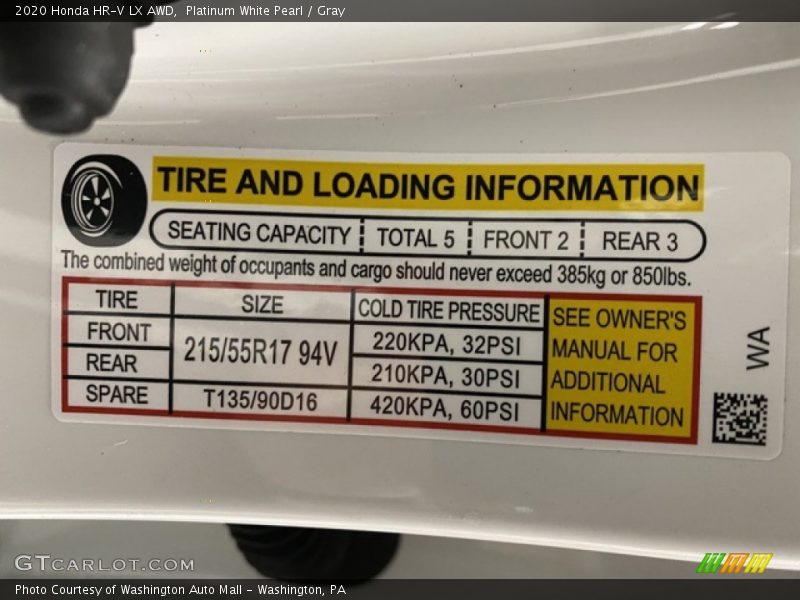 2020 Honda HR-V LX AWD,  Platinum White Pearl / Gray
TIRE AND LOADING INFORMATION
SEATING CAPACITY TOTAL 5 FRONT 2 REAR 3
The combined weight of occupants and cargo should never exceed 385kg or 850lbs.
TIRE SIZE COLD TIRE PRESSURE
FRONT 215/55R17 94V 220KPA, 32PSI
REAR 210KPA, 30PSI
SPARE T135/90D16 420KPA, 60PSI
SEE OWNER'S
MANUAL FOR
ADDITIONAL
INFORMATION
WA
GTCARLOT.COM
Photo Courtesy of Washington Auto Mall - Washington, PA